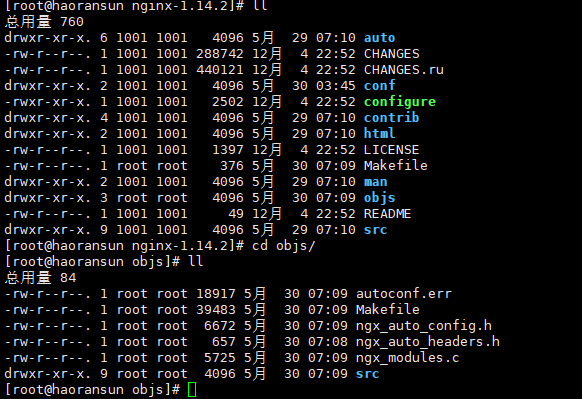 [root@haoransun nginx-1.14.2]# ll
总用量 760
drwxr-xr-x. 6 1001 1001   4096 5月  29 07:10 auto
-rw-r--r--. 1 1001 1001 288742 12月  4 22:52 CHANGES
-rw-r--r--. 1 1001 1001 440121 12月  4 22:52 CHANGES.ru
drwxr-xr-x. 2 1001 1001   4096 5月  30 03:45 conf
-rwxr-xr-x. 1 1001 1001   2502 12月  4 22:52 configure
drwxr-xr-x. 4 1001 1001   4096 5月  29 07:10 contrib
drwxr-xr-x. 2 1001 1001   4096 5月  29 07:10 html
-rw-r--r--. 1 1001 1001   1397 12月  4 22:52 LICENSE
-rw-r--r--. 1 root root    376 5月  30 07:09 Makefile
drwxr-xr-x. 2 1001 1001   4096 5月  29 07:10 man
drwxr-xr-x. 3 root root   4096 5月  30 07:09 objs
-rw-r--r--. 1 1001 1001     49 12月  4 22:52 README
drwxr-xr-x. 9 1001 1001   4096 5月  29 07:10 src
[root@haoransun nginx-1.14.2]# cd objs/
[root@haoransun objs]# ll
总用量 84
-rw-r--r--. 1 root root 18917 5月  30 07:09 autoconf.err
-rw-r--r--. 1 root root 39483 5月  30 07:09 Makefile
-rw-r--r--. 1 root root  6672 5月  30 07:09 ngx_auto_config.h
-rw-r--r--. 1 root root   657 5月  30 07:08 ngx_auto_headers.h
-rw-r--r--. 1 root root  5725 5月  30 07:09 ngx_modules.c
drwxr-xr-x. 9 root root  4096 5月  30 07:09 src
[root@haoransun objs]#